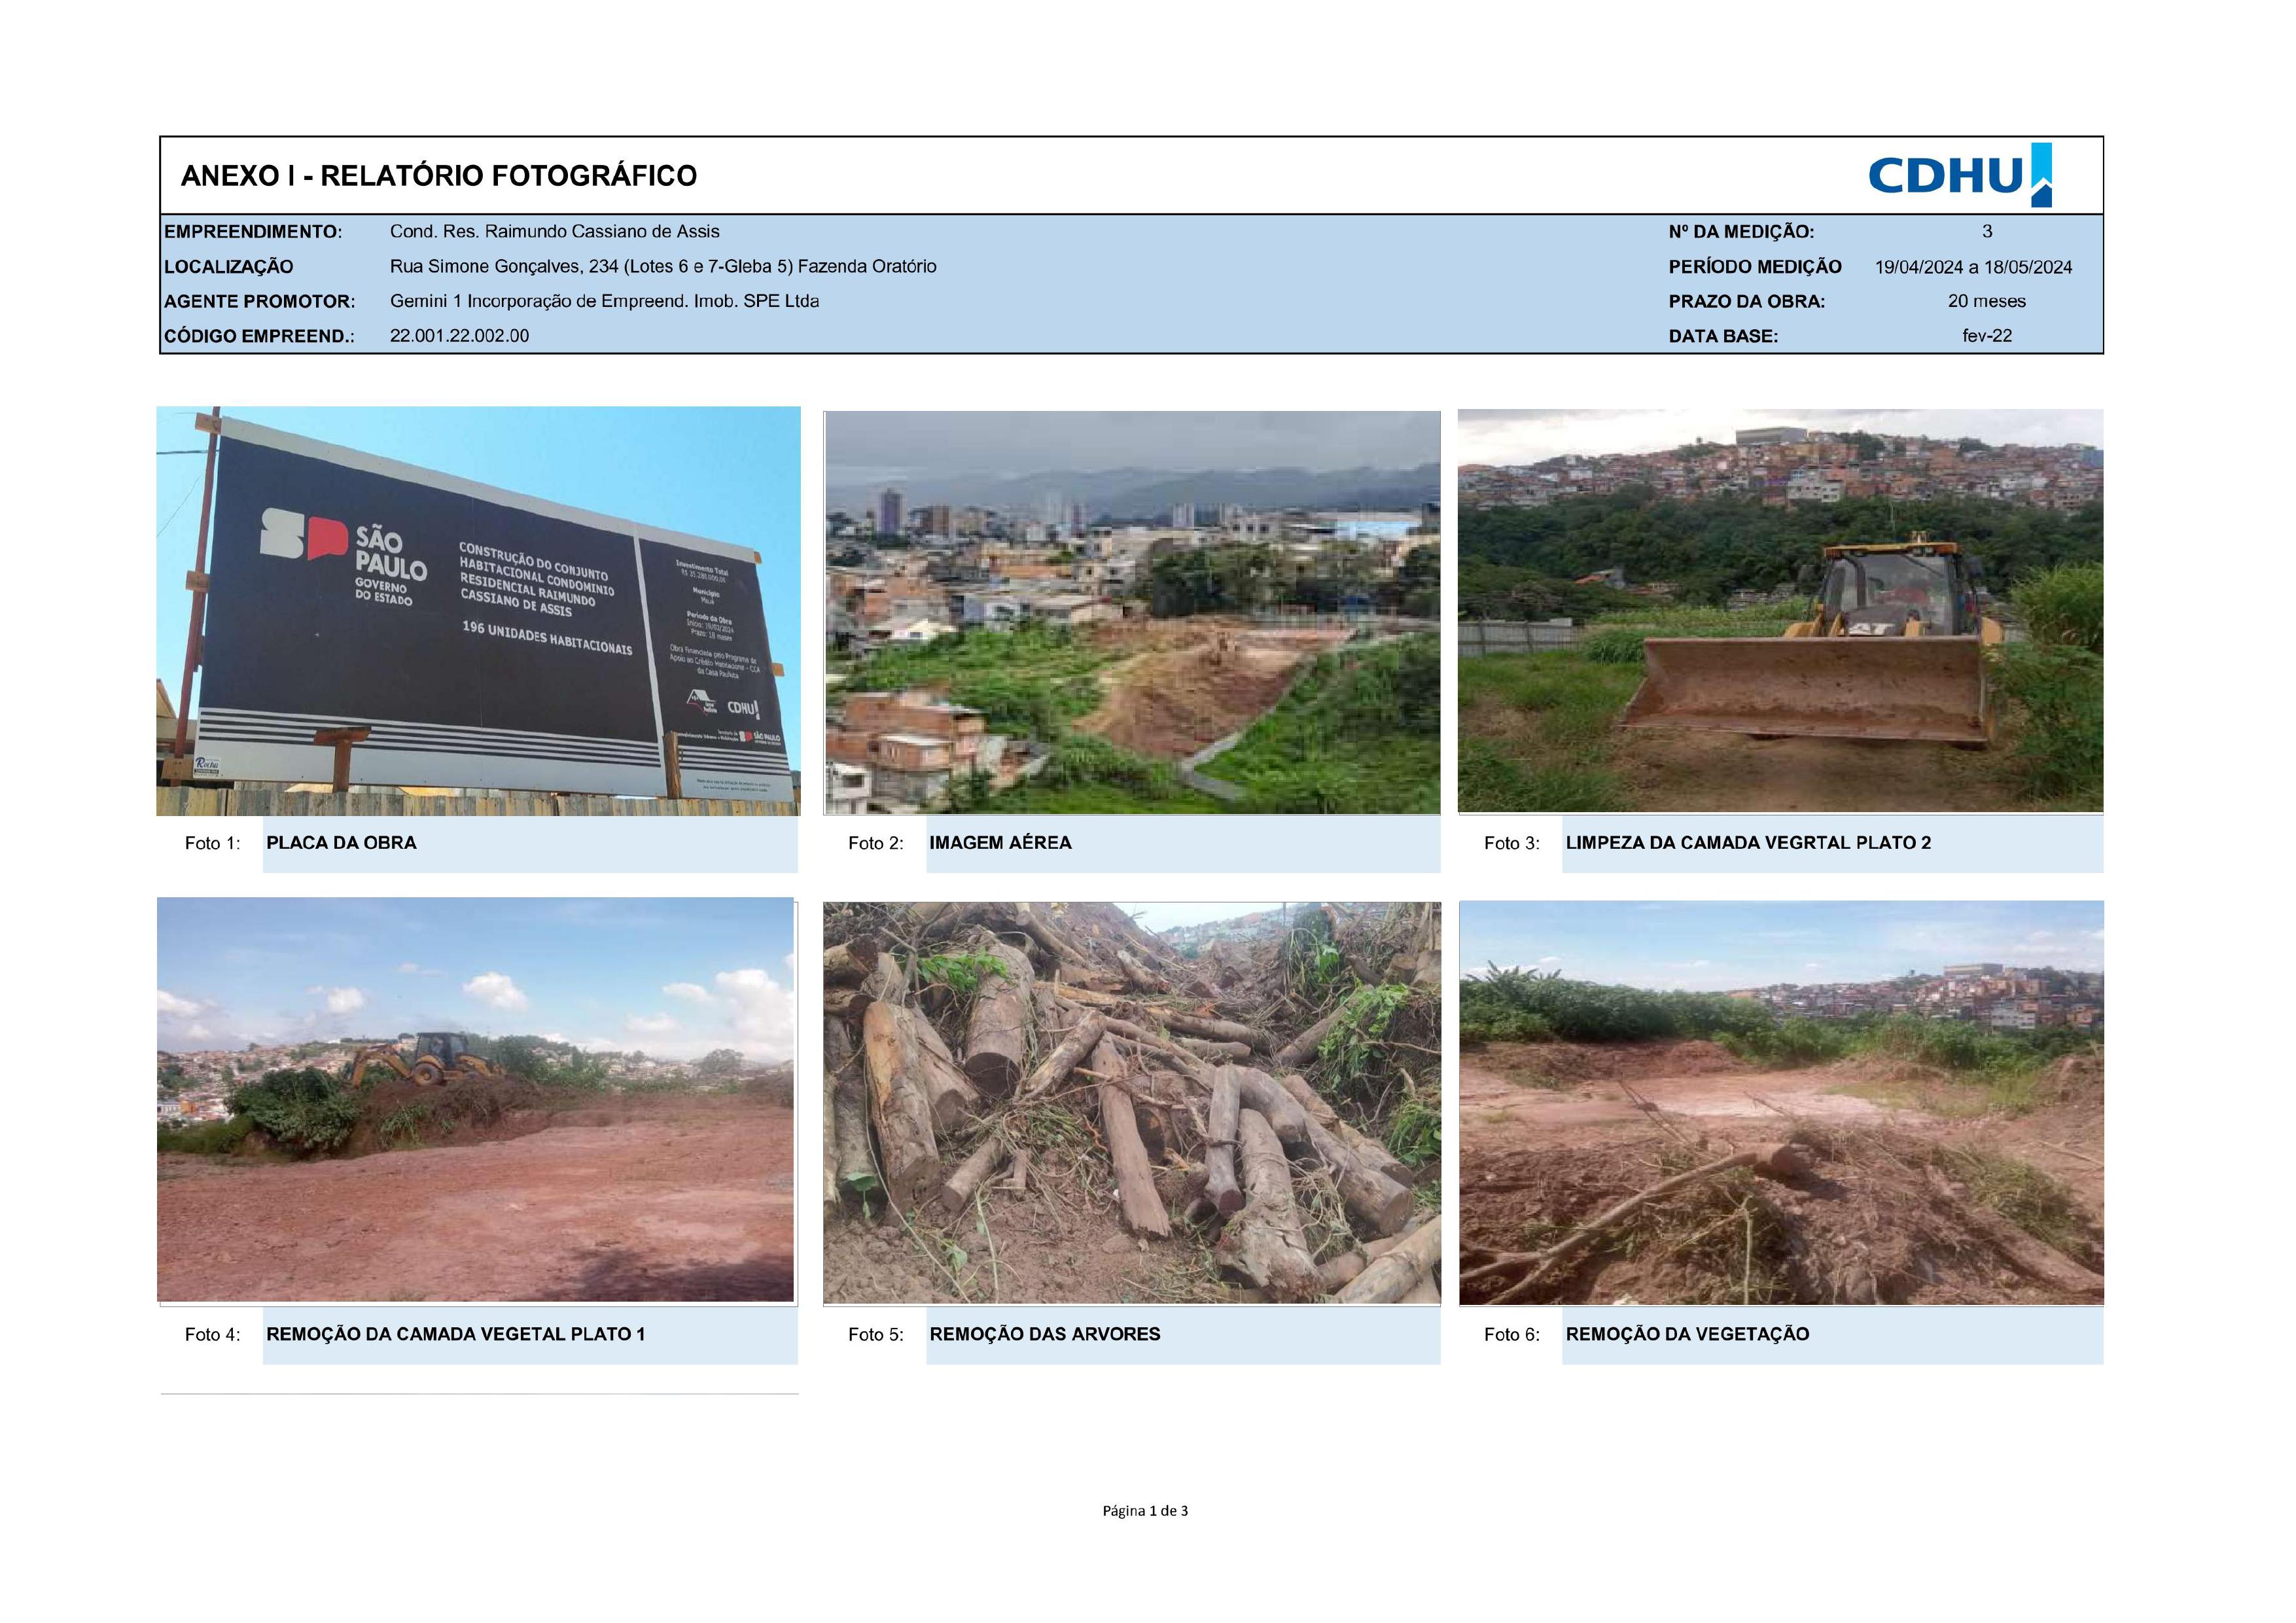 ANEXO I - RELATÓRIO FOTOGRÁFICO
CDHU
EMPREENDIMENTO: Cond. Res. Raimundo Cassiano de Assis Nº DA MEDIÇÃO: 3
LOCALIZAÇÃO Rua Simone Gonçalves, 234 (Lotes 6 e 7-Gleba 5) Fazenda Oratório PERÍODO MEDIÇÃO 19/04/2024 a 18/05/2024
AGENTE PROMOTOR: Gemini 1 Incorporação de Empreend. Imob. SPE Ltda PRAZO DA OBRA: 20 meses
CÓDIGO EMPREEND.: 22.001.22.002.00 DATA BASE: fev-22
SÃO
PAULO
GOVERNO
DO ESTADO
CONSTRUÇÃO DO CONJUNTO
HABITACIONAL CONDOMINIO
RESIDENCIAL RAIMUNDO
CASSIANO DE ASSIS
196 UNIDADES HABITACIONAIS
Investimento Total
Município
Mauá
Período da Obra
Início: 19/02/2024
Prazo: 18 meses
Obra Financiada pelo Programa de
Apoio ao Crédito Habitacional - CCA
da Casa Paulista
CDHU
SÃO PAULO
Rocha
Foto 1: PLACA DA OBRA
Foto 2: IMAGEM AÉREA
Foto 3: LIMPEZA DA CAMADA VEGRTAL PLATO 2
Foto 4: REMOÇÃO DA CAMADA VEGETAL PLATO 1
Foto 5: REMOÇÃO DAS ARVORES
Foto 6: REMOÇÃO DA VEGETAÇÃO
Página 1 de 3